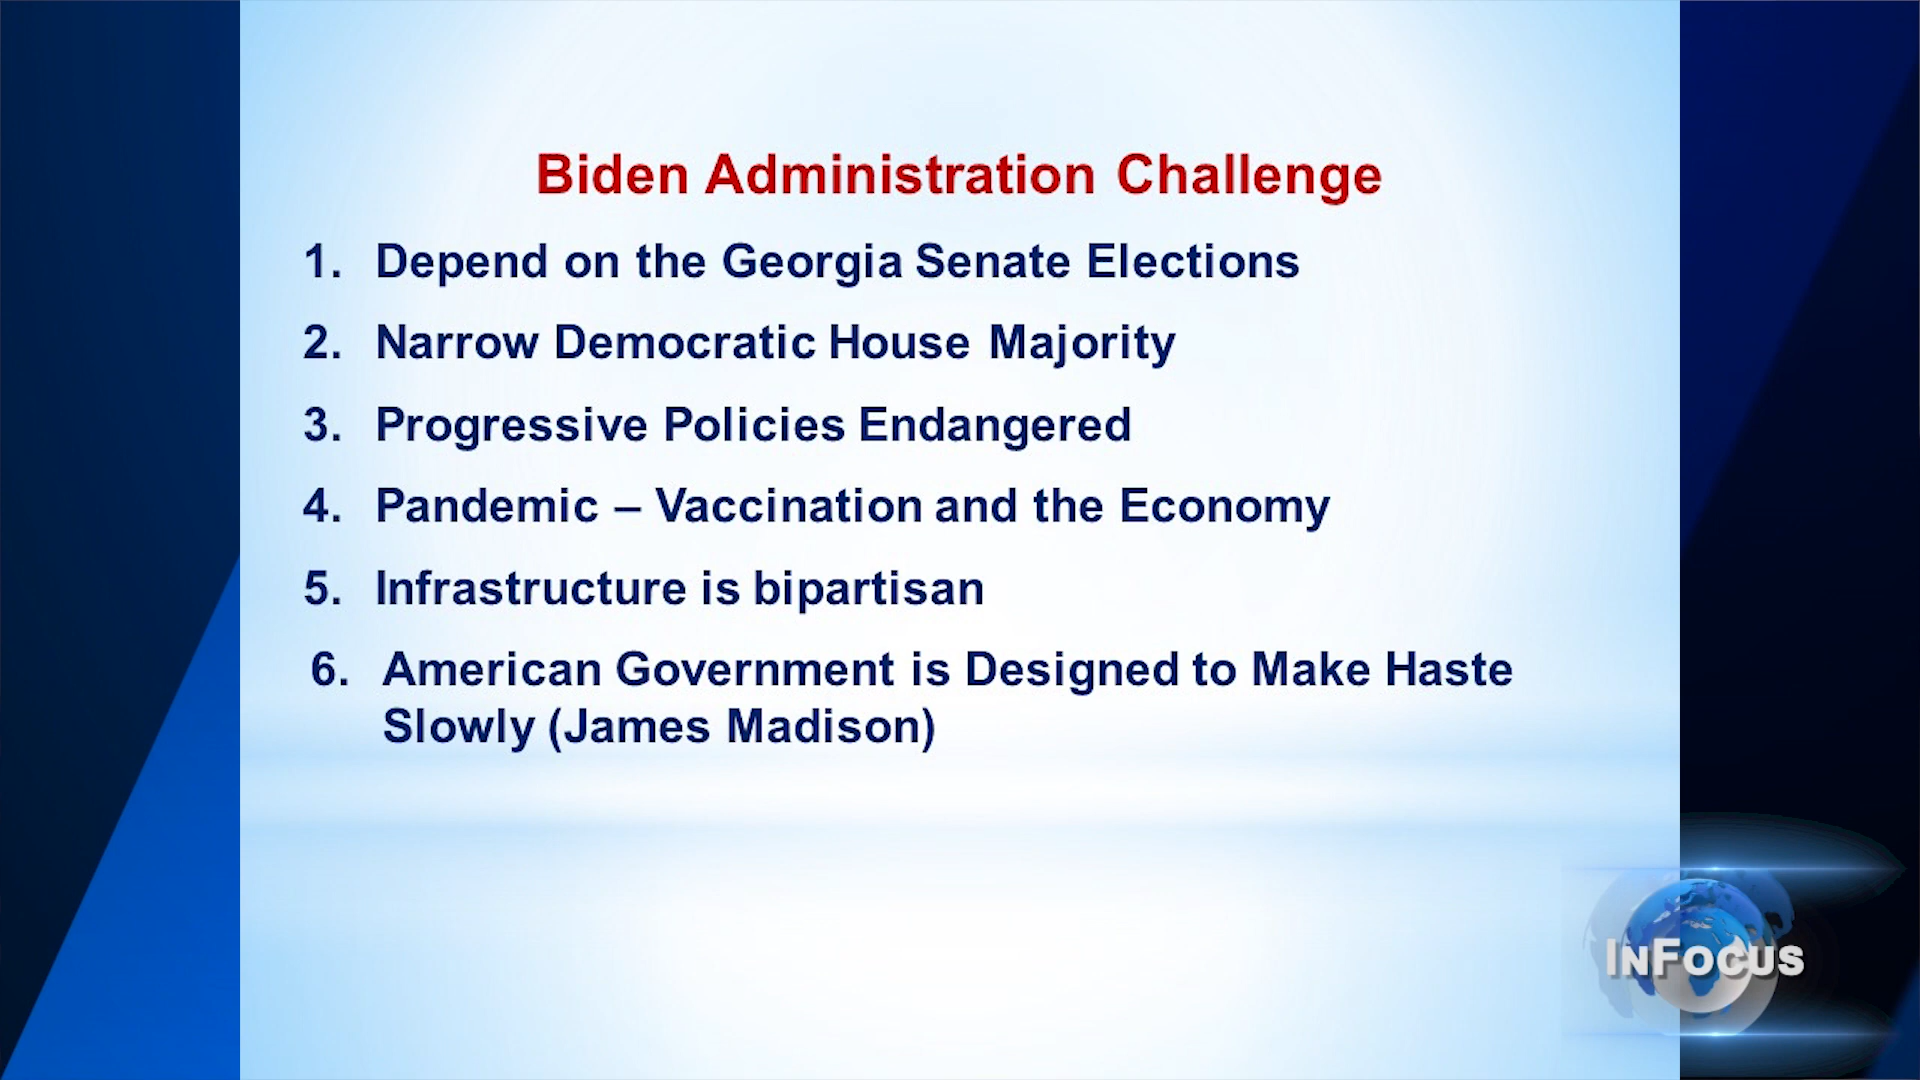 Biden Administration Challenge
1. Depend on the Georgia Senate Elections
2. Narrow Democratic House Majority
3. Progressive Policies Endangered
4. Pandemic – Vaccination and the Economy
5. Infrastructure is bipartisan
6. American Government is Designed to Make Haste
Slowly (James Madison)
INFOCUS